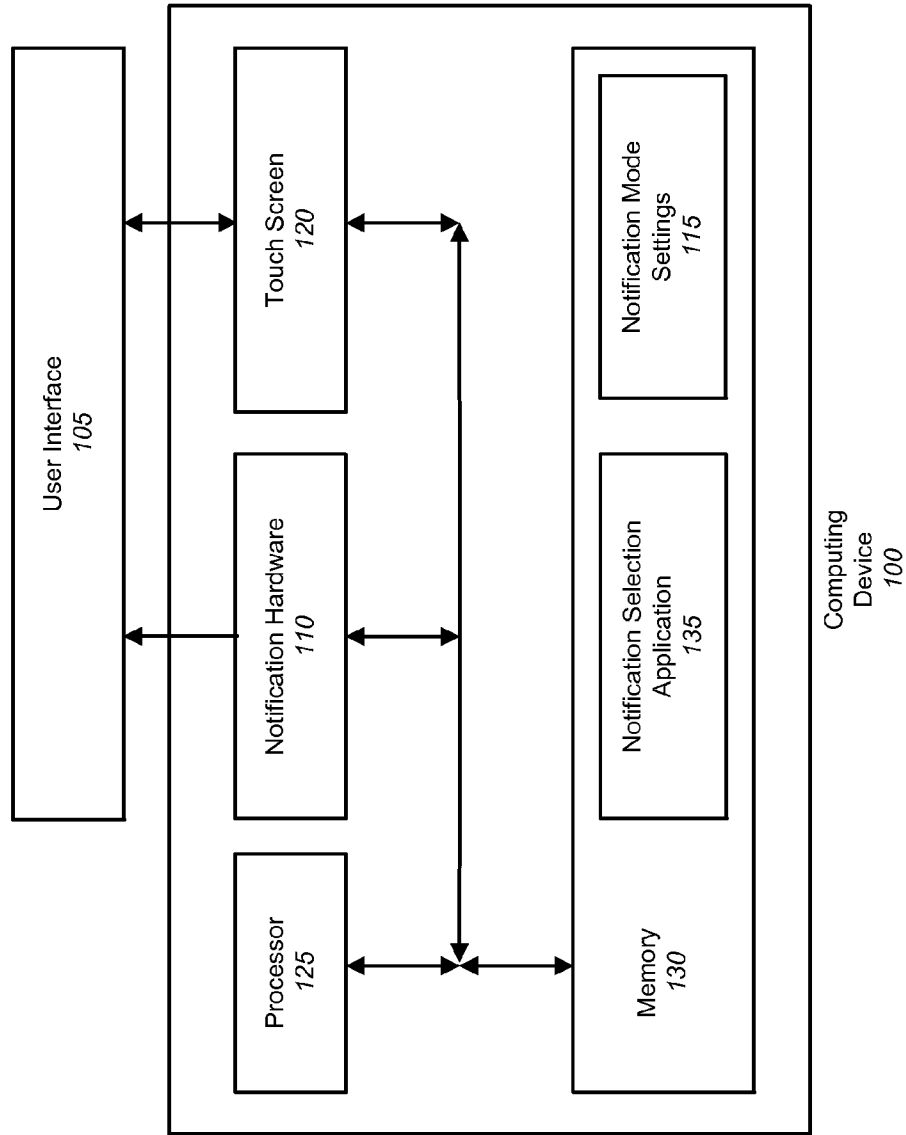 User Interface
105
Processor
125
Notification Hardware
110
Touch Screen
120
Memory
130
Notification Selection
Application
135
Notification Mode
Settings
115
Computing
Device
100